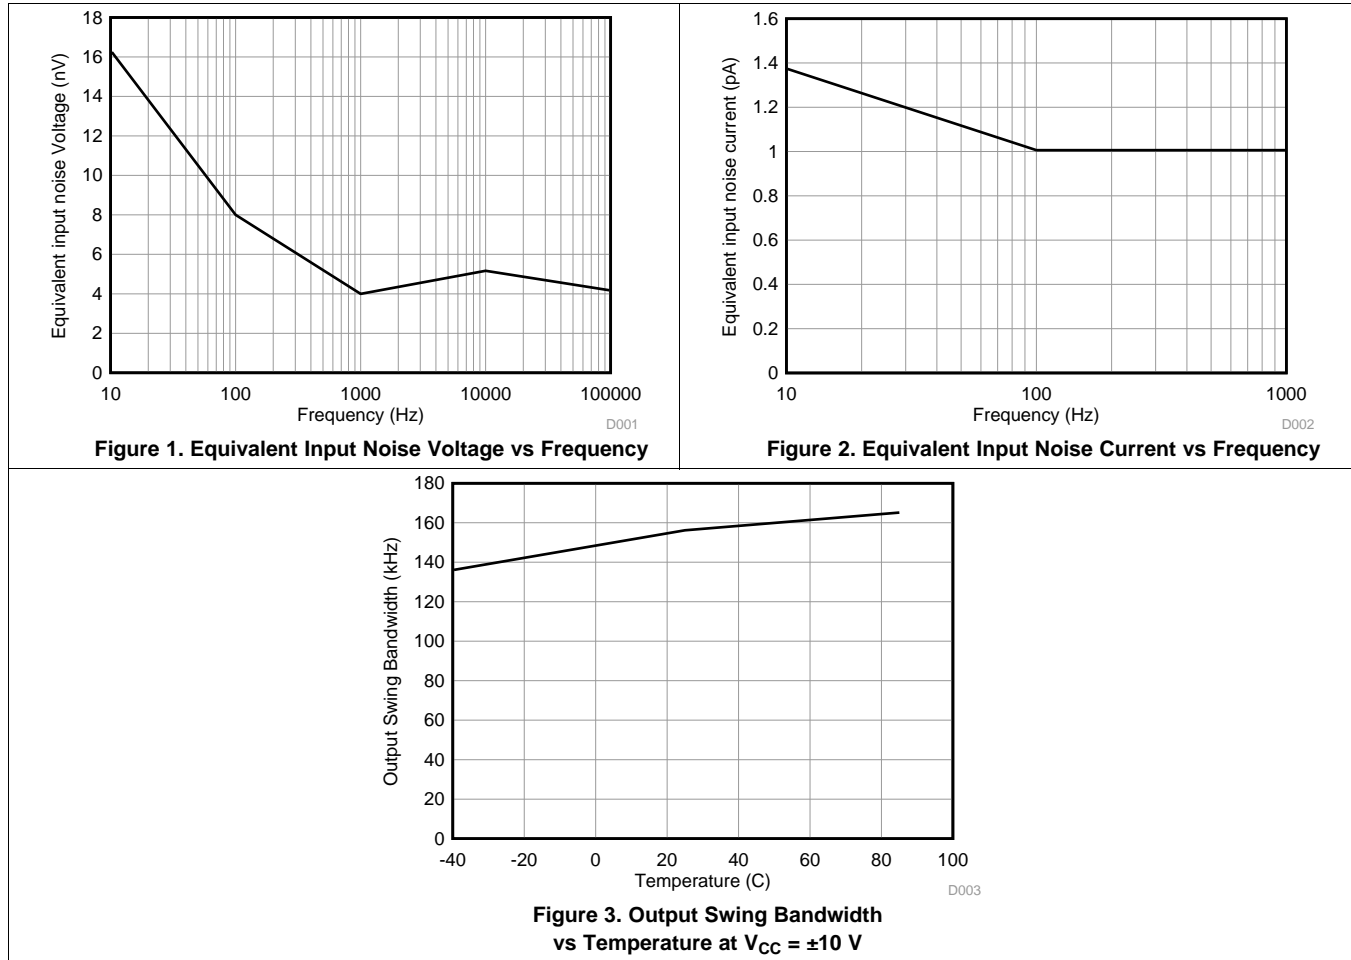 18
16
14
12
10
8
6
4
2
0
Equivalent input noise Voltage (nV)
10 100 1000 10000 100000
Frequency (Hz)
D001
Figure 1. Equivalent Input Noise Voltage vs Frequency
1.6
1.4
1.2
1
0.8
0.6
0.4
0.2
0
Equivalent input noise current (pA)
10 100 1000
Frequency (Hz)
D002
Figure 2. Equivalent Input Noise Current vs Frequency
180
160
140
120
100
80
60
40
20
0
Output Swing Bandwidth (kHz)
-40 -20 0 20 40 60 80 100
Temperature (C)
D003
Figure 3. Output Swing Bandwidth
vs Temperature at VCC = ±10 V